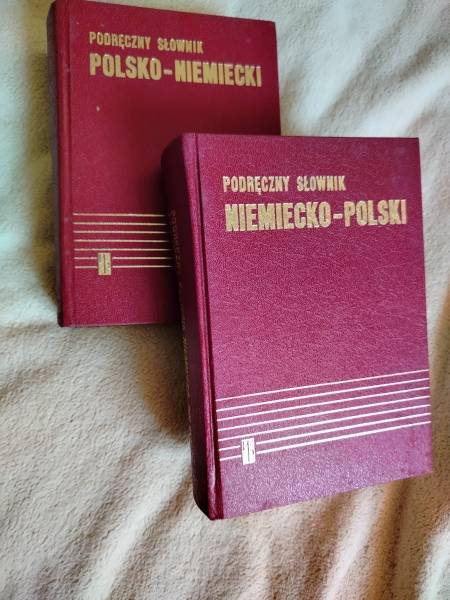 PODRĘCZNY SŁOWNIK
POLSKO-NIEMIECKI
PODRĘCZNY SŁOWNIK
NIEMIECKO-POLSKI